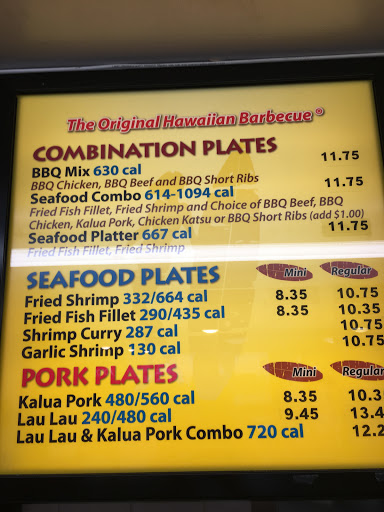 The Original Hawaiian Barbecue®
COMBINATION PLATES
BBQ Mix 630 cal 11.75
BBQ Chicken, BBQ Beef and BBQ Short Ribs
Seafood Combo 614-1094 cal 11.75
Fried Fish Fillet, Fried Shrimp and Choice of BBQ Beef, BBQ
Chicken, Kalua Pork, Chicken Katsu or BBQ Short Ribs (add $1.00)
Seafood Platter 667 cal 11.75
Fried Fish Fillet, Fried Shrimp
SEAFOOD PLATES Mini Regular
Fried Shrimp 332/664 cal 8.35 10.75
Fried Fish Fillet 290/435 cal 8.35 10.35
Shrimp Curry 287 cal 10.75
Garlic Shrimp 130 cal 10.75
PORK PLATES Mini Regular
Kalua Pork 480/560 cal 8.35 10.3
Lau Lau 240/480 cal 9.45 13.4
Lau Lau & Kalua Pork Combo 720 cal 12.2